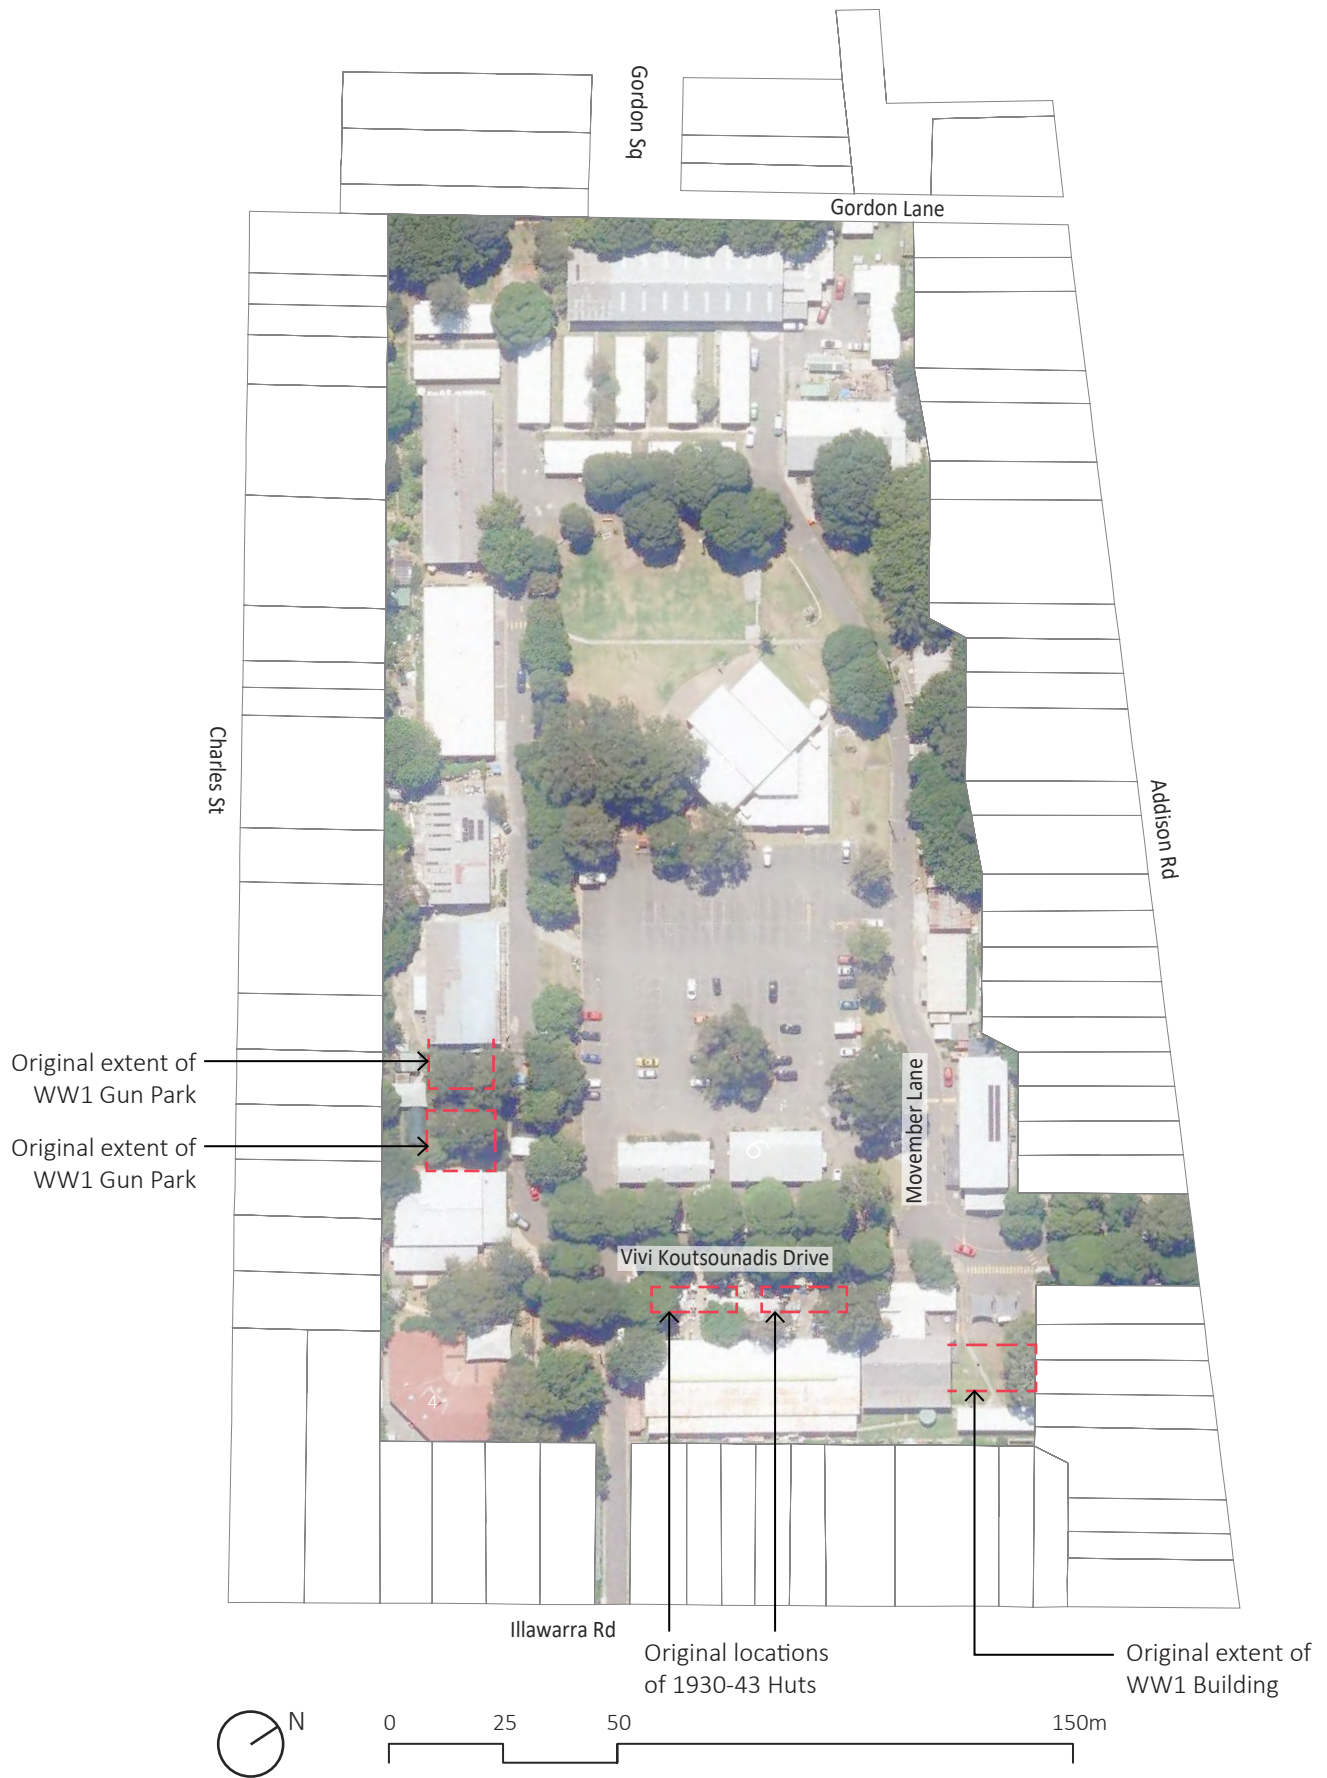 Gordon Sq
Gordon Lane
Charles St
Addison Rd
Original extent of
WW1 Gun Park
Original extent of
WW1 Gun Park
Movember Lane
6
Vivi Koutsounadis Drive
4
Illawarra Rd
Original locations
of 1930-43 Huts
Original extent of
WW1 Building
N
0 25 50 150m